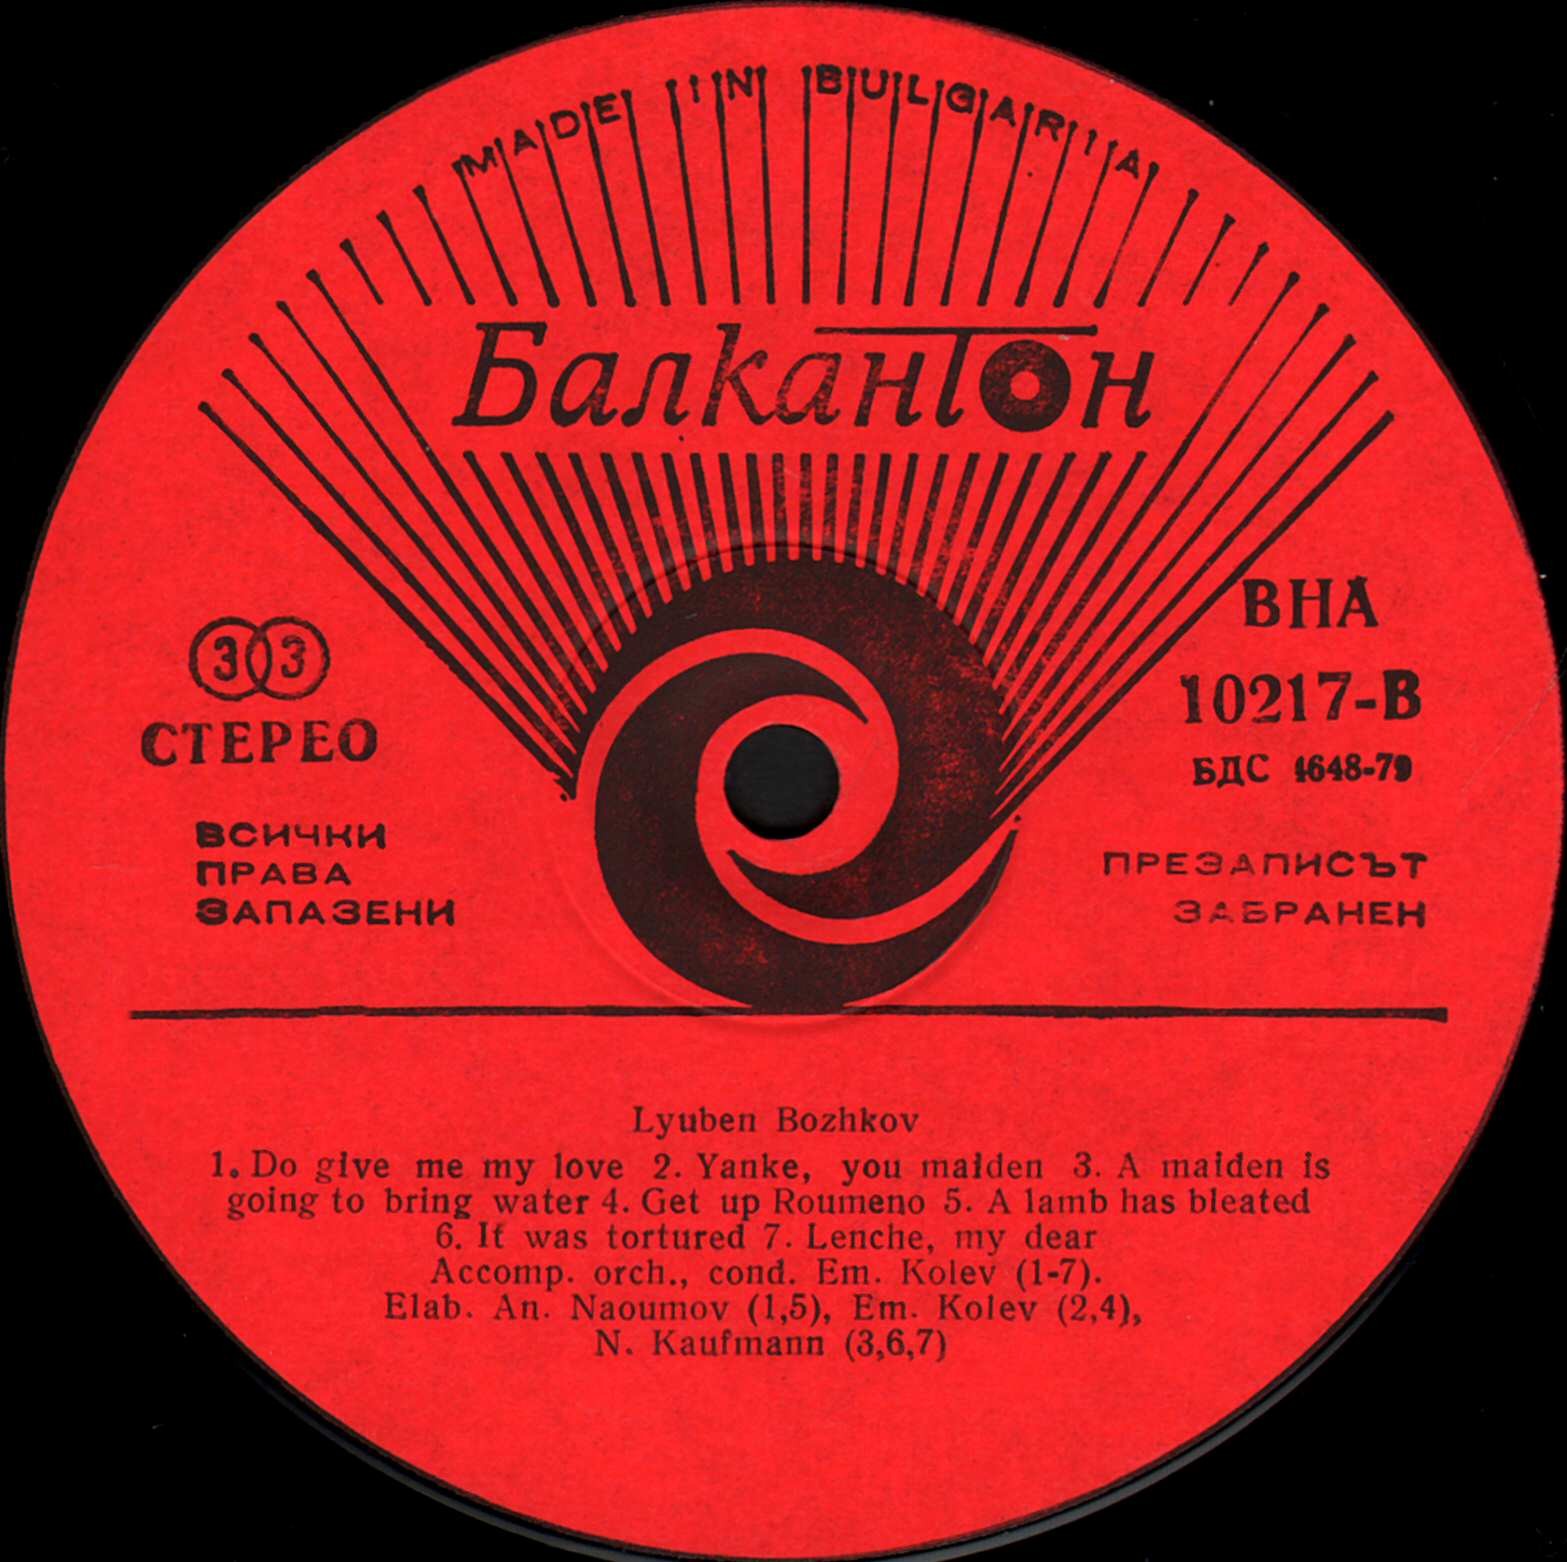 MADE IN BULGARIA
Балкантон
33
СТЕРЕО
ВСИЧКИ
ПРАВА
ЗАПАЗЕНИ
ВНА
10217-В
БДС 4648-79
ПРЕЗАПИСЪТ
ЗАБРАНЕН
Lyuben Bozhkov
1. Do give me my love 2. Yanke, you maiden 3. A maiden is
going to bring water 4. Get up Roumeno 5. A lamb has bleated
6. It was tortured 7. Lenche, my dear
Accomp. orch., cond. Em. Kolev (1-7).
Elab. An. Naoumov (1,5), Em. Kolev (2,4),
N. Kaufmann (3,6,7)